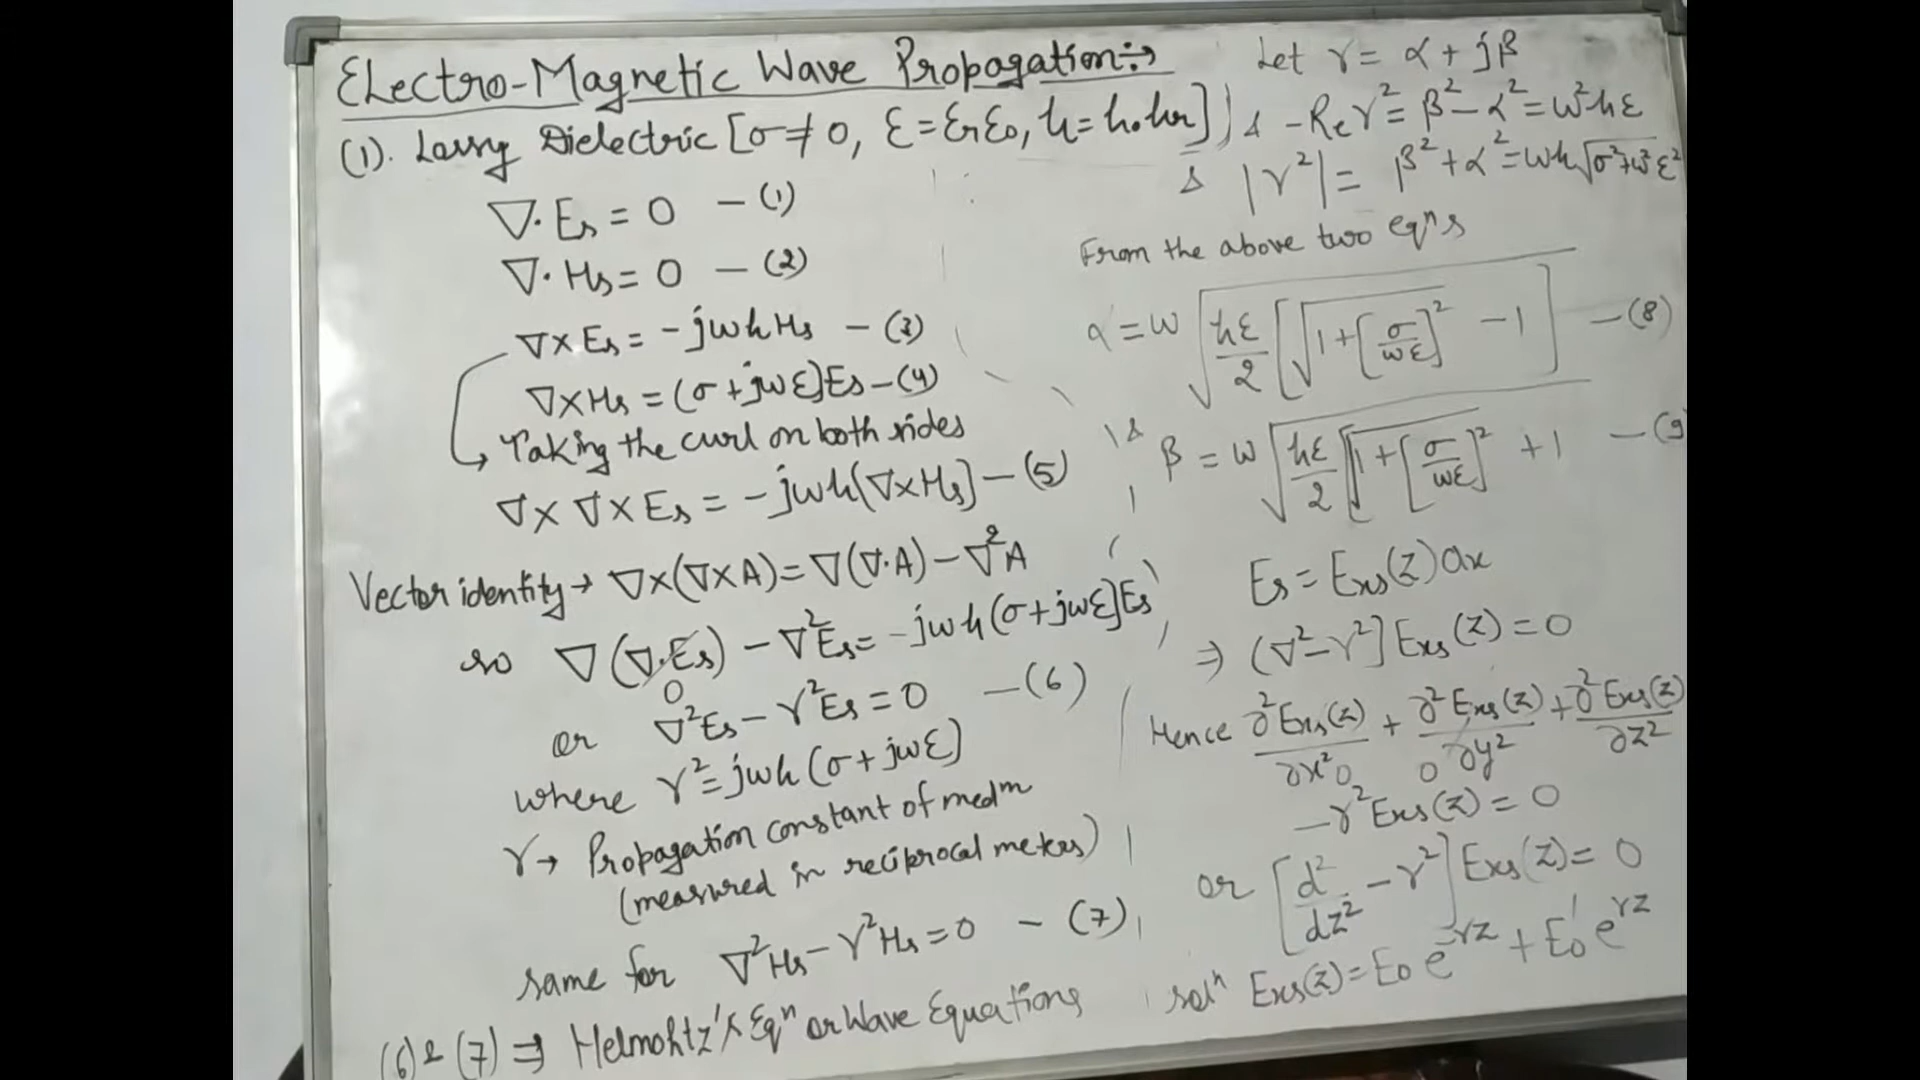 Electro-Magnetic Wave Propagation:→
(1). Lossy Dielectric [σ ≠ 0, ε = εrε0, μ = μ0μr]
∇·Es = 0 — (1)
∇·Hs = 0 — (2)
∇×Es = -jωμHs — (3)
∇×Hs = (σ + jωε]Es — (4)
→ Taking the curl on both sides
∇×∇×Es = -jωμ(∇×Hs] — (5)
Vector identity → ∇×(∇×A) = ∇(∇·A) - ∇²A
so ∇(∇·Es) - ∇²Es = -jωμ(σ + jωε]Es
0
or ∇²Es - γ²Es = 0 — (6)
where γ² = jωμ(σ + jωε]
γ → Propagation constant of medm
(measured in reciprocal meters)
same for ∇²Hs - γ²Hs = 0 — (7)
(6) & (7) ⇒ Helmohtz's Eqn or Wave Equations
Let γ = α + jβ
& -Re γ² = β² - α² = ω²με
& |γ²| = β² + α² = ωμ√σ²+ω²ε²
From the above two eqns
α = ω √με/2 [√1+[σ/ωε]² - 1] — (8)
& β = ω √με/2 [√1+[σ/ωε]² + 1 — (9)
Es = Exs(z) ax
⇒ (∇² - γ²] Exs(z) = 0
Hence ∂²Exs(z)/∂x² + ∂²Exs(z)/∂y² + ∂²Exs(z)/∂z²
0 0
-γ²Exs(z) = 0
or [d²/dz² - γ²] Exs(z) = 0
soln Exs(z) = E0 e^-γz + E0' e^γz